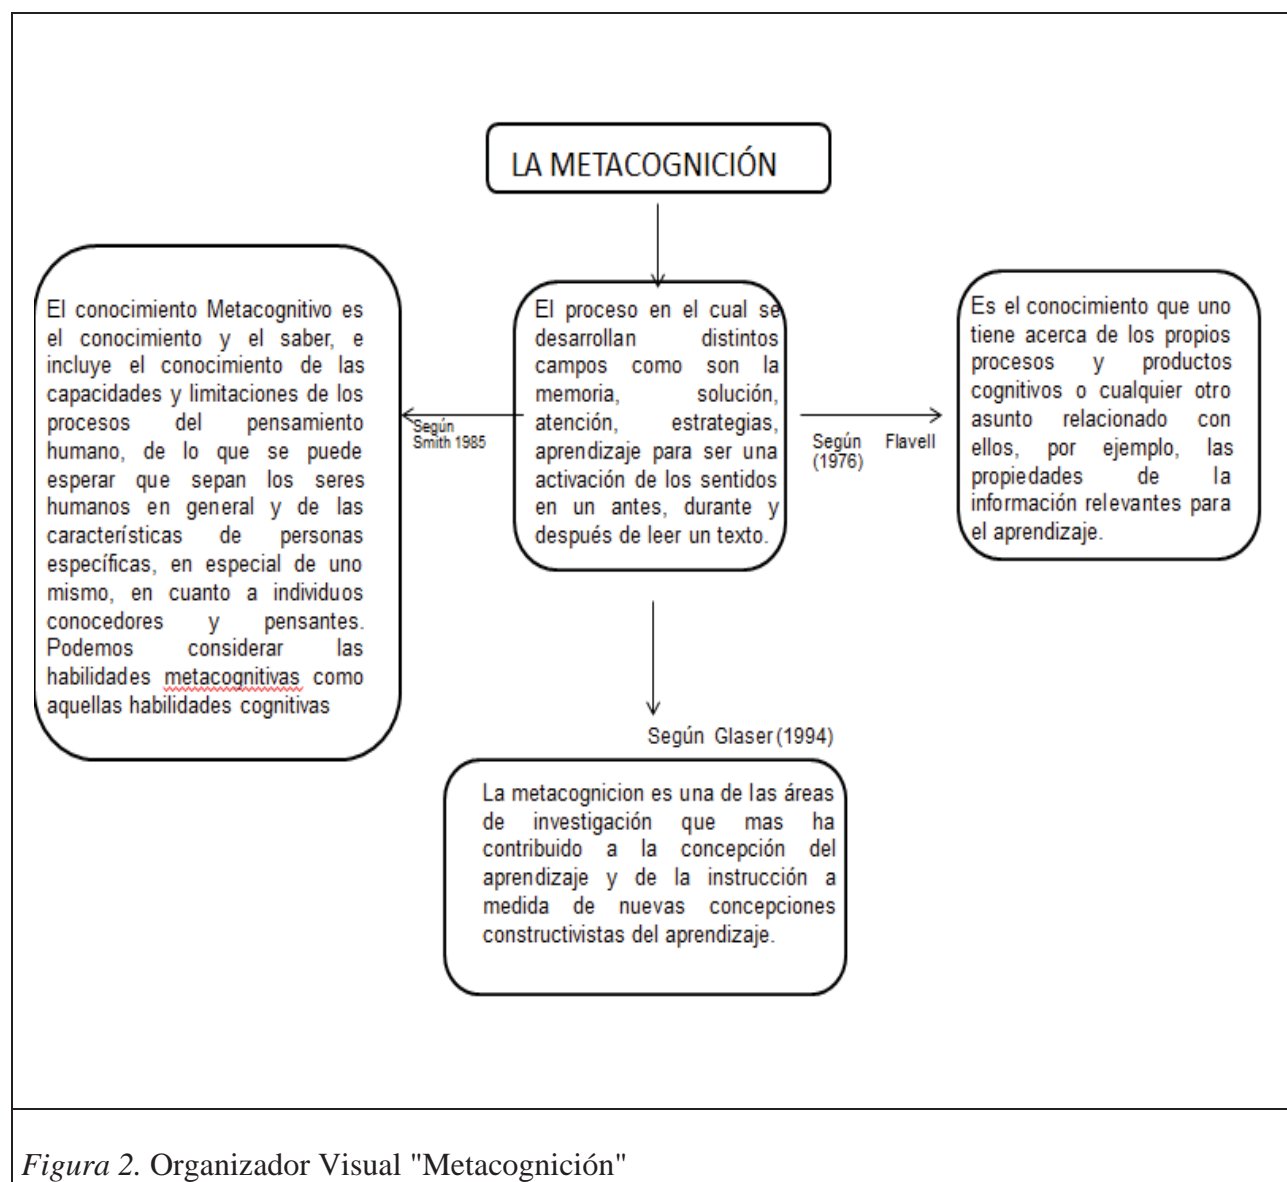 LA METACOGNICIÓN
El conocimiento Metacognitivo es
el conocimiento y el saber, e
incluye el conocimiento de las
capacidades y limitaciones de los
procesos del pensamiento
humano, de lo que se puede
esperar que sepan los seres
humanos en general y de las
características de personas
específicas, en especial de uno
mismo, en cuanto a individuos
conocedores y pensantes.
Podemos considerar las
habilidades metacognitivas como
aquellas habilidades cognitivas
Según
Smith 1985
El proceso en el cual se
desarrollan distintos
campos como son la
memoria, solución,
atención, estrategias,
aprendizaje para ser una
activación de los sentidos
en un antes, durante y
después de leer un texto.
Según Flavell
(1976)
Es el conocimiento que uno
tiene acerca de los propios
procesos y productos
cognitivos o cualquier otro
asunto relacionado con
ellos, por ejemplo, las
propiedades de la
información relevantes para
el aprendizaje.
Según Glaser (1994)
La metacognicion es una de las áreas
de investigación que mas ha
contribuido a la concepción del
aprendizaje y de la instrucción a
medida de nuevas concepciones
constructivistas del aprendizaje.
Figura 2. Organizador Visual "Metacognición"